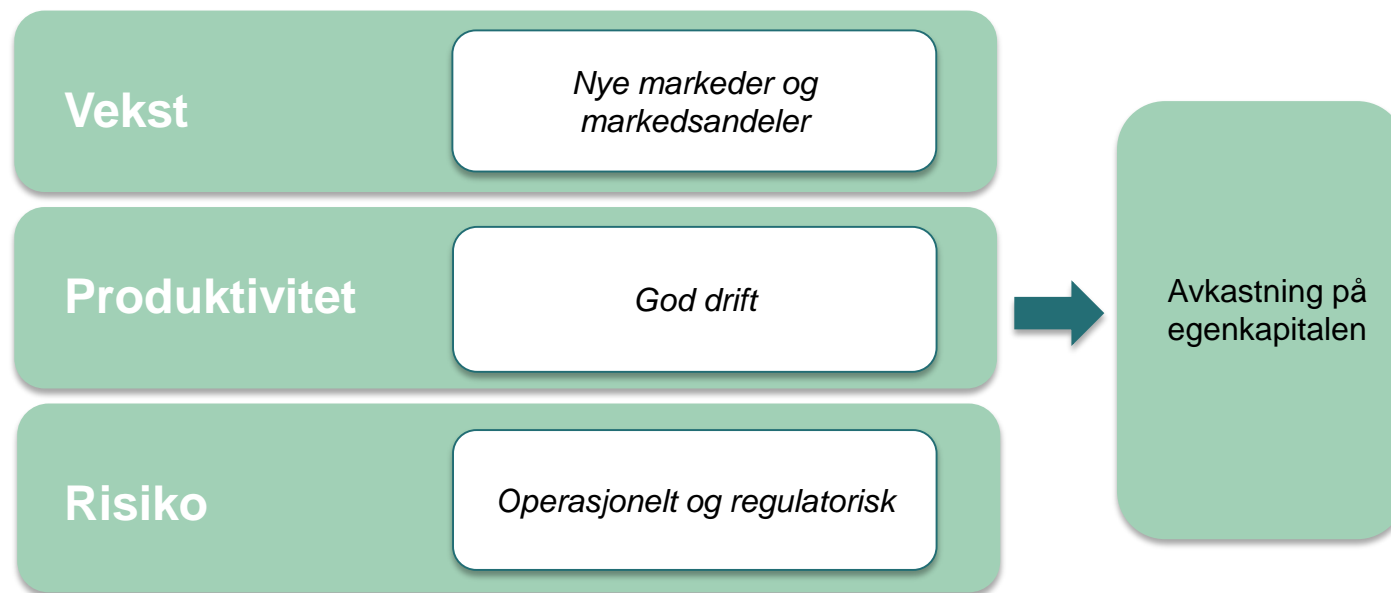 Vekst
Nye markeder og
markedsandeler
Produktivitet
God drift
Risiko
Operasjonelt og regulatorisk
Avkastning på
egenkapitalen